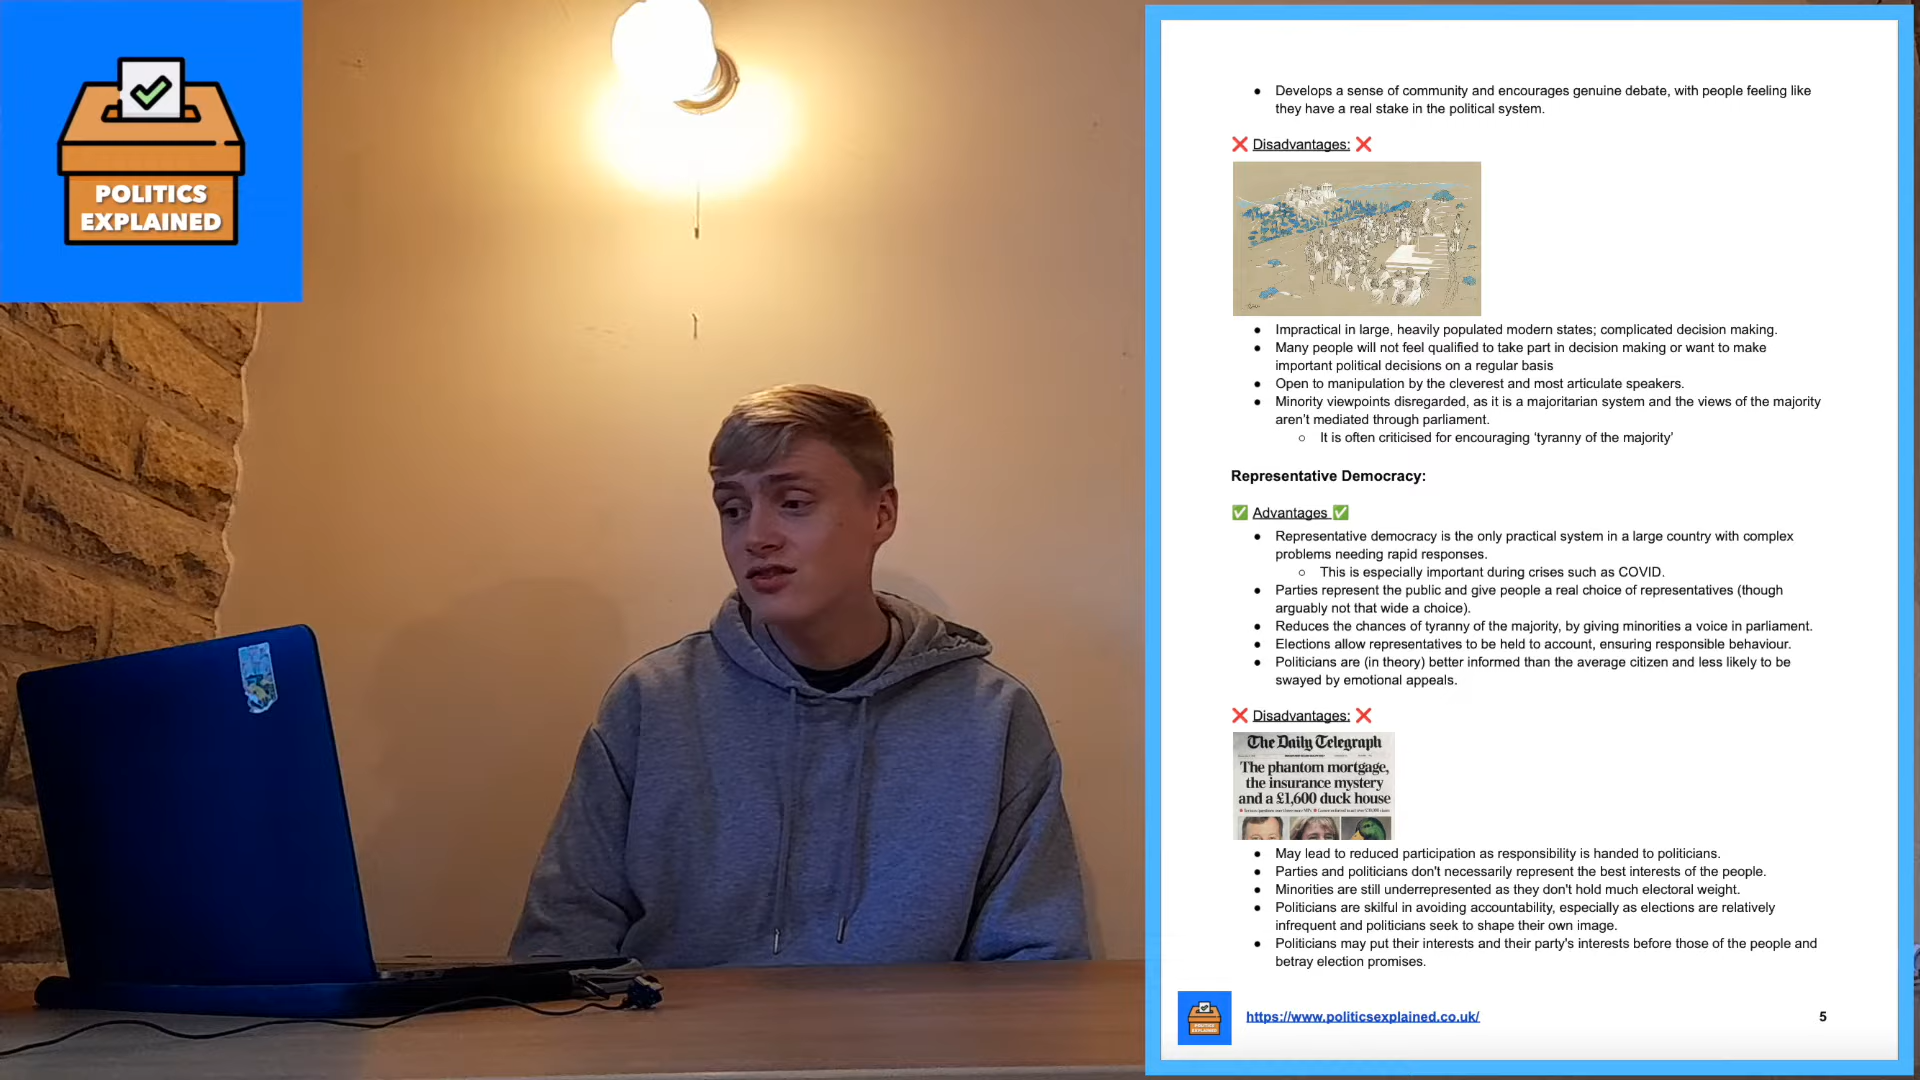 POLITICS
EXPLAINED
● Develops a sense of community and encourages genuine debate, with people feeling like
they have a real stake in the political system.
❌ Disadvantages: ❌
● Impractical in large, heavily populated modern states; complicated decision making.
● Many people will not feel qualified to take part in decision making or want to make
important political decisions on a regular basis
● Open to manipulation by the cleverest and most articulate speakers.
● Minority viewpoints disregarded, as it is a majoritarian system and the views of the majority
aren’t mediated through parliament.
○ It is often criticised for encouraging ‘tyranny of the majority’
Representative Democracy:
✅ Advantages ✅
● Representative democracy is the only practical system in a large country with complex
problems needing rapid responses.
○ This is especially important during crises such as COVID.
● Parties represent the public and give people a real choice of representatives (though
arguably not that wide a choice).
● Reduces the chances of tyranny of the majority, by giving minorities a voice in parliament.
● Elections allow representatives to be held to account, ensuring responsible behaviour.
● Politicians are (in theory) better informed than the average citizen and less likely to be
swayed by emotional appeals.
❌ Disadvantages: ❌
The Daily Telegraph
The phantom mortgage,
the insurance mystery
and a £1,600 duck house
● May lead to reduced participation as responsibility is handed to politicians.
● Parties and politicians don't necessarily represent the best interests of the people.
● Minorities are still underrepresented as they don't hold much electoral weight.
● Politicians are skilful in avoiding accountability, especially as elections are relatively
infrequent and politicians seek to shape their own image.
● Politicians may put their interests and their party's interests before those of the people and
betray election promises.
POLITICS
EXPLAINED
https://www.politicsexplained.co.uk/
5